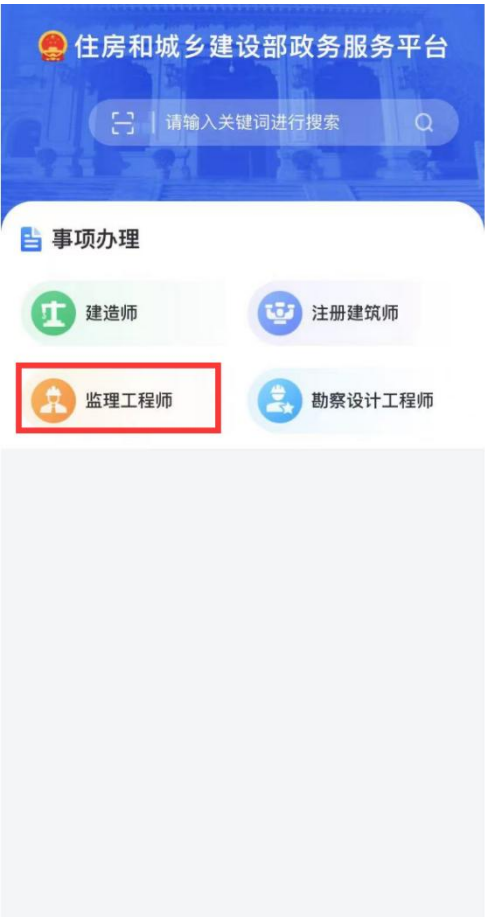 住房和城乡建设部政务服务平台
请输入关键词进行搜索
事项办理
建造师
注册建筑师
监理工程师
勘察设计工程师